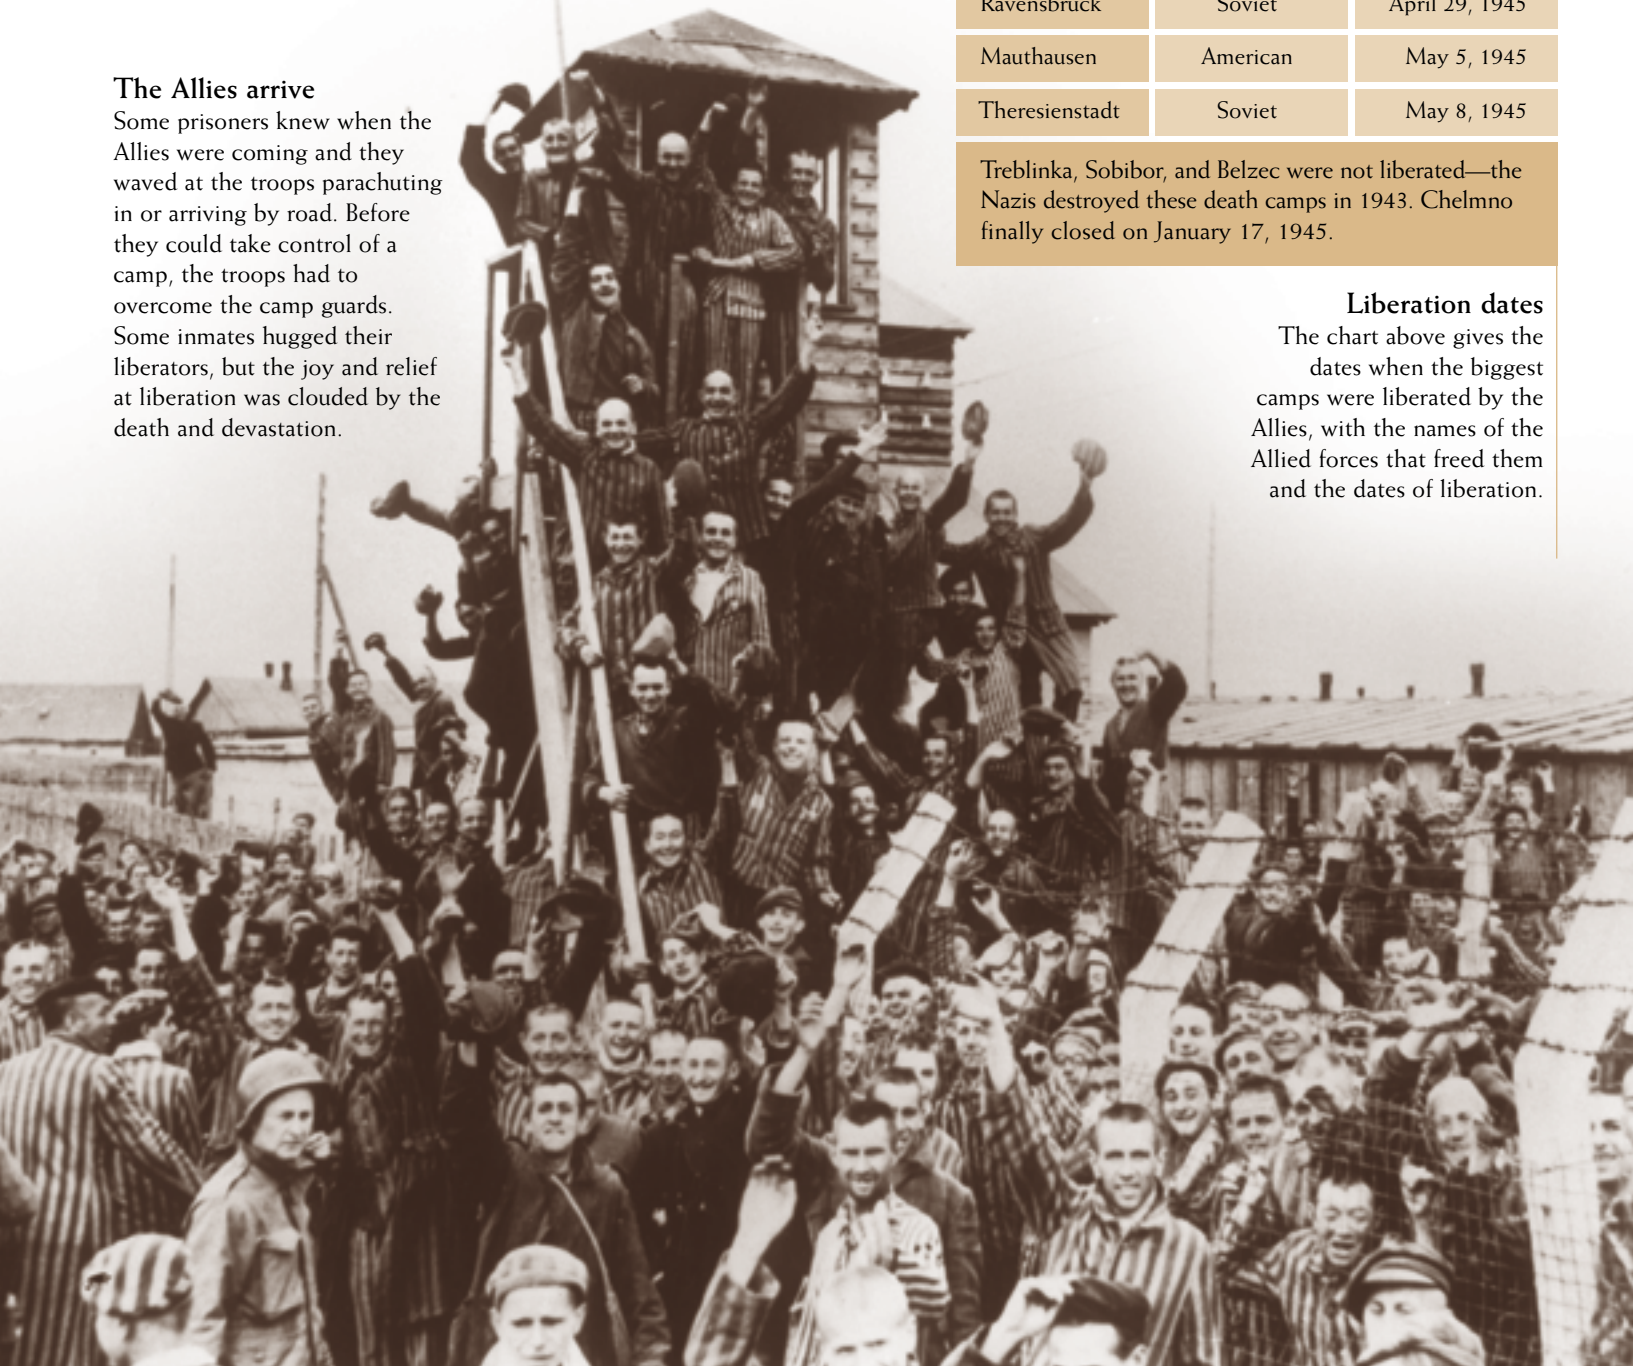 Ravensbrück Soviet April 29, 1945
Mauthausen American May 5, 1945
Theresienstadt Soviet May 8, 1945
Treblinka, Sobibor, and Belzec were not liberated—the
Nazis destroyed these death camps in 1943. Chelmno
finally closed on January 17, 1945.
The Allies arrive
Some prisoners knew when the
Allies were coming and they
waved at the troops parachuting
in or arriving by road. Before
they could take control of a
camp, the troops had to
overcome the camp guards.
Some inmates hugged their
liberators, but the joy and relief
at liberation was clouded by the
death and devastation.
Liberation dates
The chart above gives the
dates when the biggest
camps were liberated by the
Allies, with the names of the
Allied forces that freed them
and the dates of liberation.